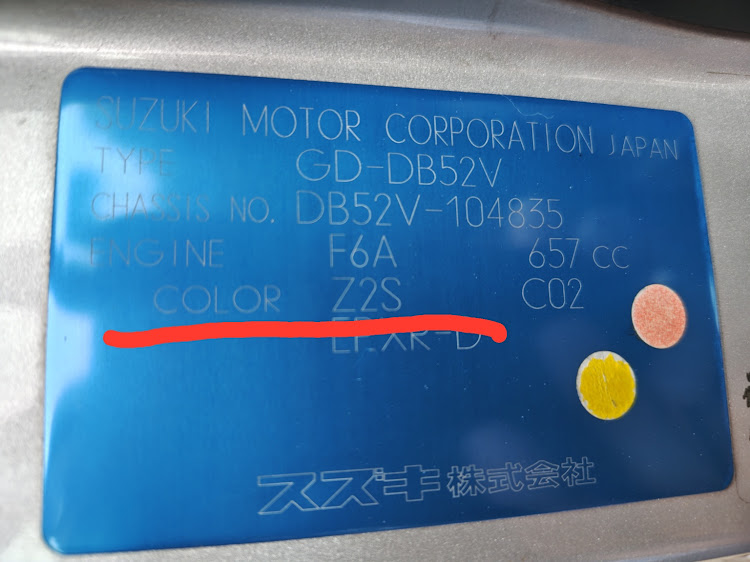 SUZUKI MOTOR CORPORATION JAPAN
TYPE GD-DB52V
CHASSIS NO. DB52V-104835
ENGINE F6A 657 CC
COLOR Z2S C02
スズキ株式会社